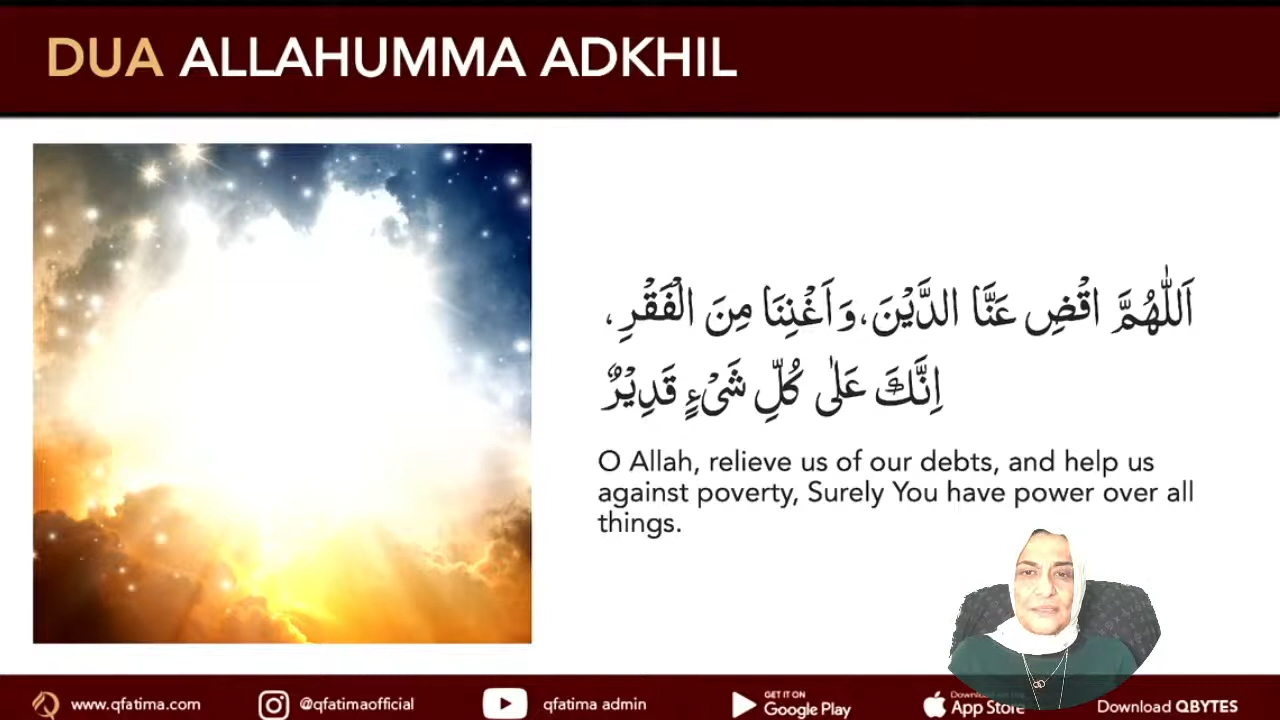 DUA ALLAHUMMA ADKHIL
اَللّٰهُمَّ اقْضِ عَنَّا الدَّيْنَ، وَاَغْنِنَا مِنَ الْفَقْرِ،
اِنَّكَ عَلٰى كُلِّ شَيْءٍ قَدِيْرٌ
O Allah, relieve us of our debts, and help us
against poverty, Surely You have power over all
things.
www.qfatima.com
@qfatimaofficial
qfatima admin
GET IT ON
Google Play
App Store
Download QBYTES